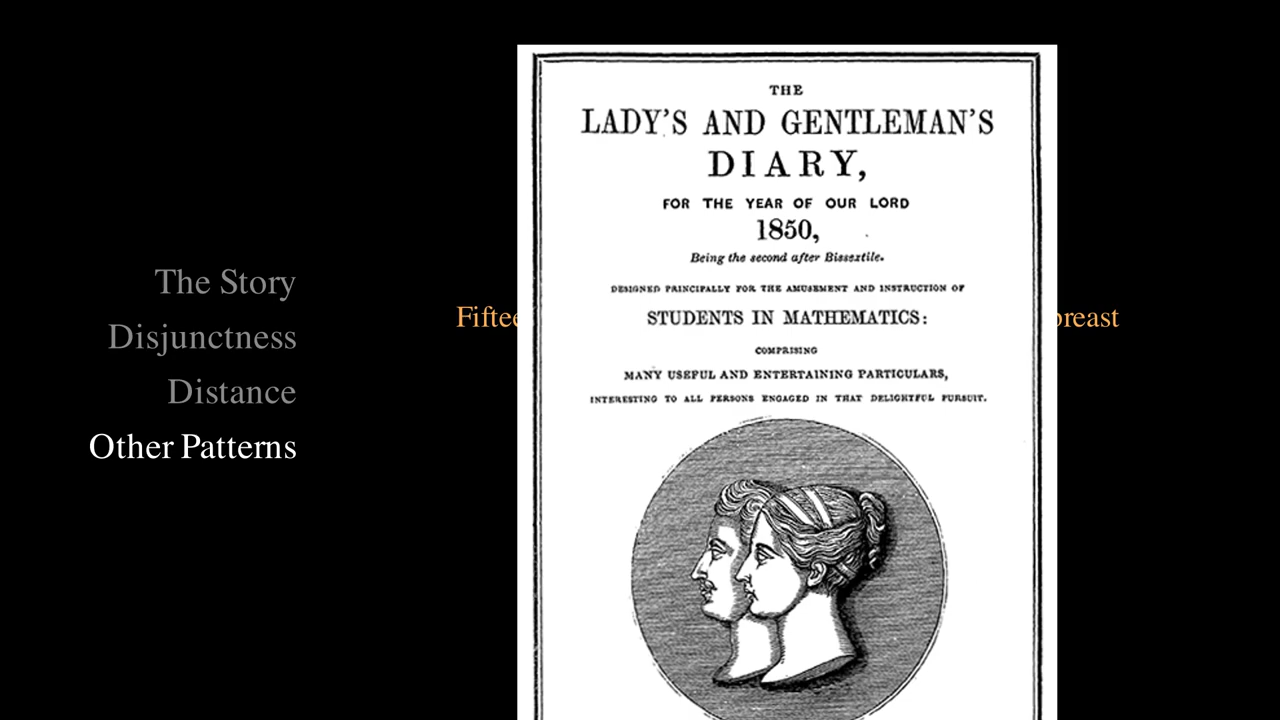 The Story
Disjunctness
Distance
Other Patterns
THE
LADY'S AND GENTLEMAN'S
DIARY,
FOR THE YEAR OF OUR LORD
1850,
Being the second after Bissextile.
DESIGNED PRINCIPALLY FOR THE AMUSEMENT AND INSTRUCTION OF
STUDENTS IN MATHEMATICS:
COMPRISING
MANY USEFUL AND ENTERTAINING PARTICULARS,
INTERESTING TO ALL PERSONS ENGAGED IN THAT DELIGHTFUL PURSUIT.